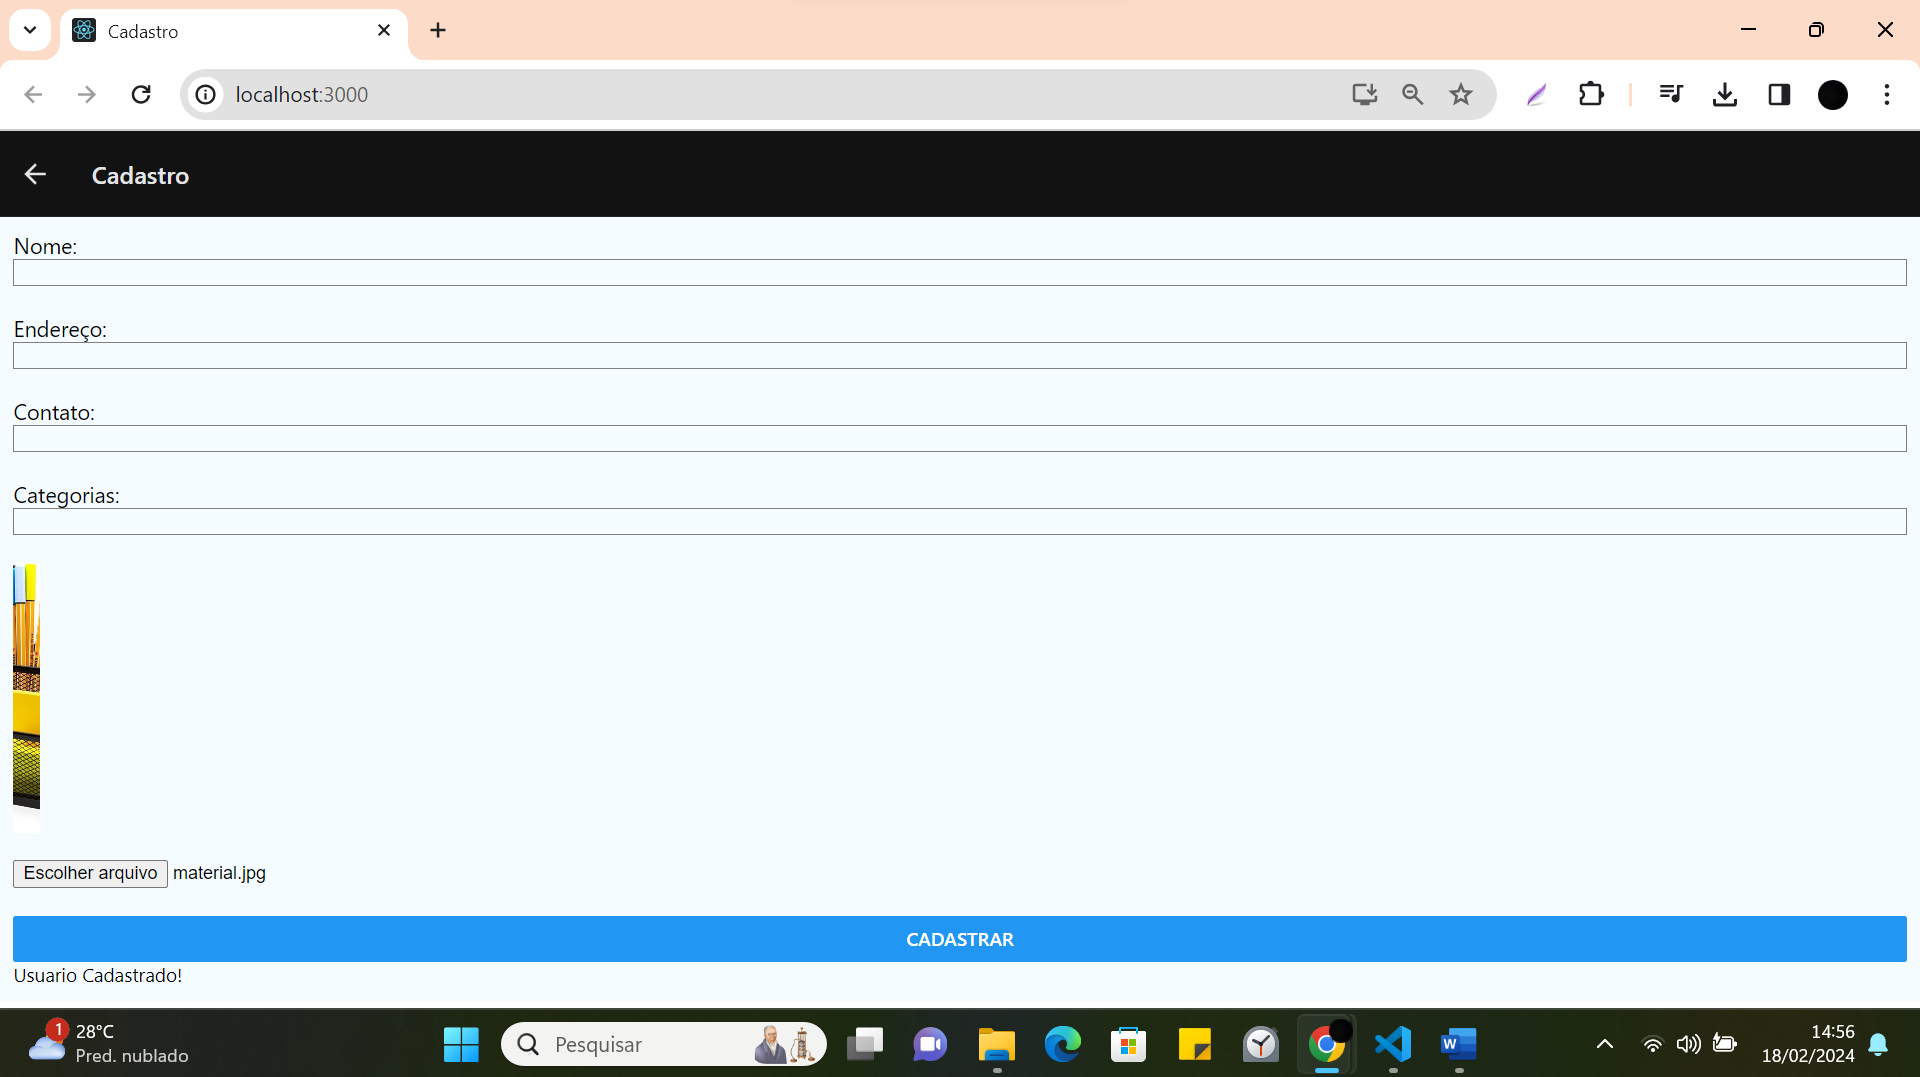 Cadastro
localhost:3000
Cadastro
Nome:
Endereço:
Contato:
Categorias:
Escolher arquivo material.jpg
CADASTRAR
Usuario Cadastrado!
1
28°C
Pred. nublado
Pesquisar
W
14:56
18/02/2024